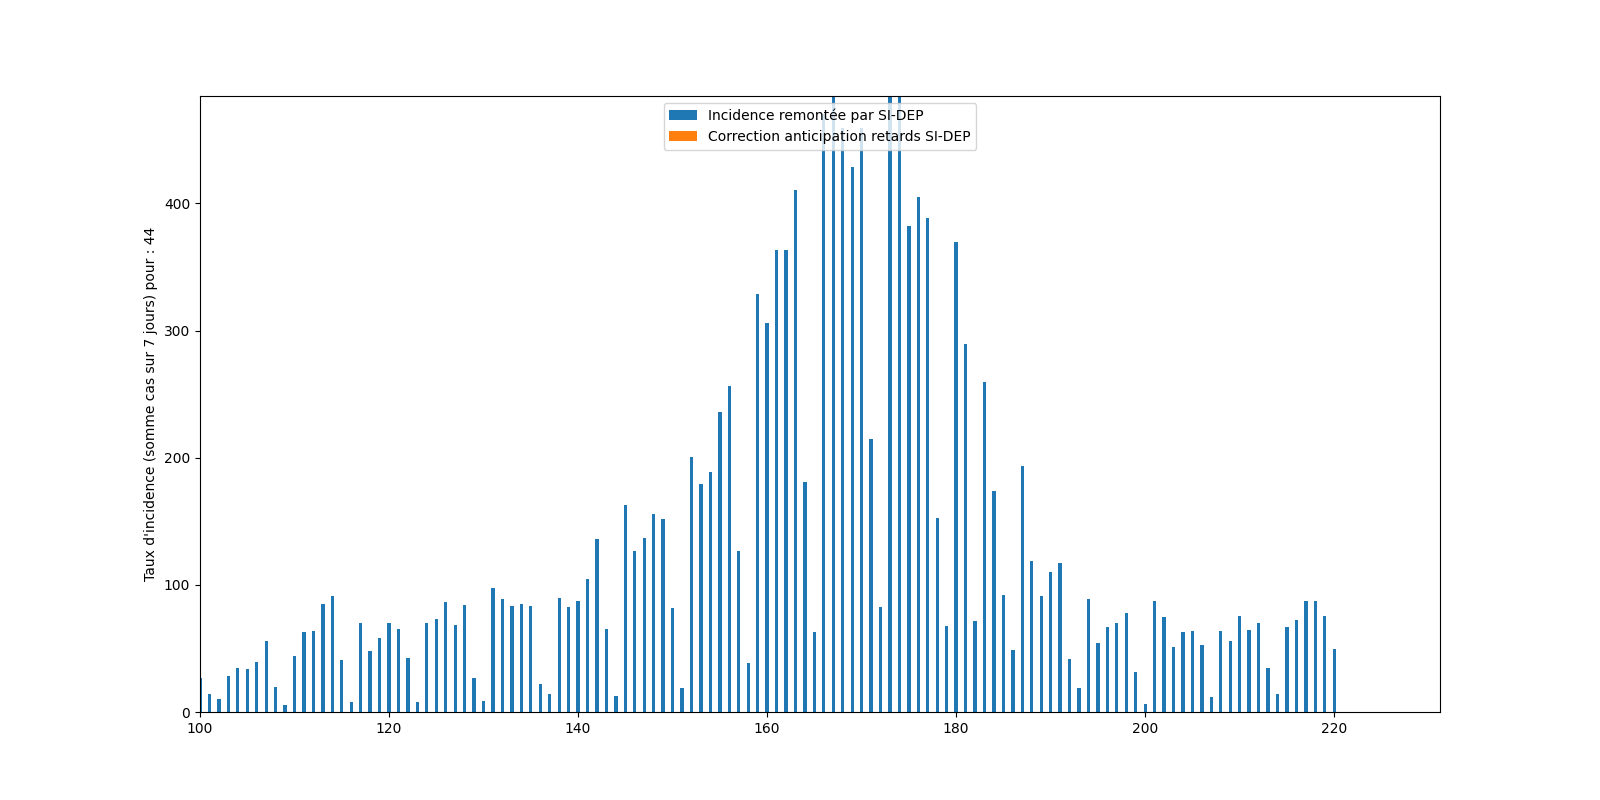 Incidence remontée par SI-DEP
Correction anticipation retards SI-DEP
Taux d'incidence (somme cas sur 7 jours) pour : 44
400
300
200
100
0
100 120 140 160 180 200 220